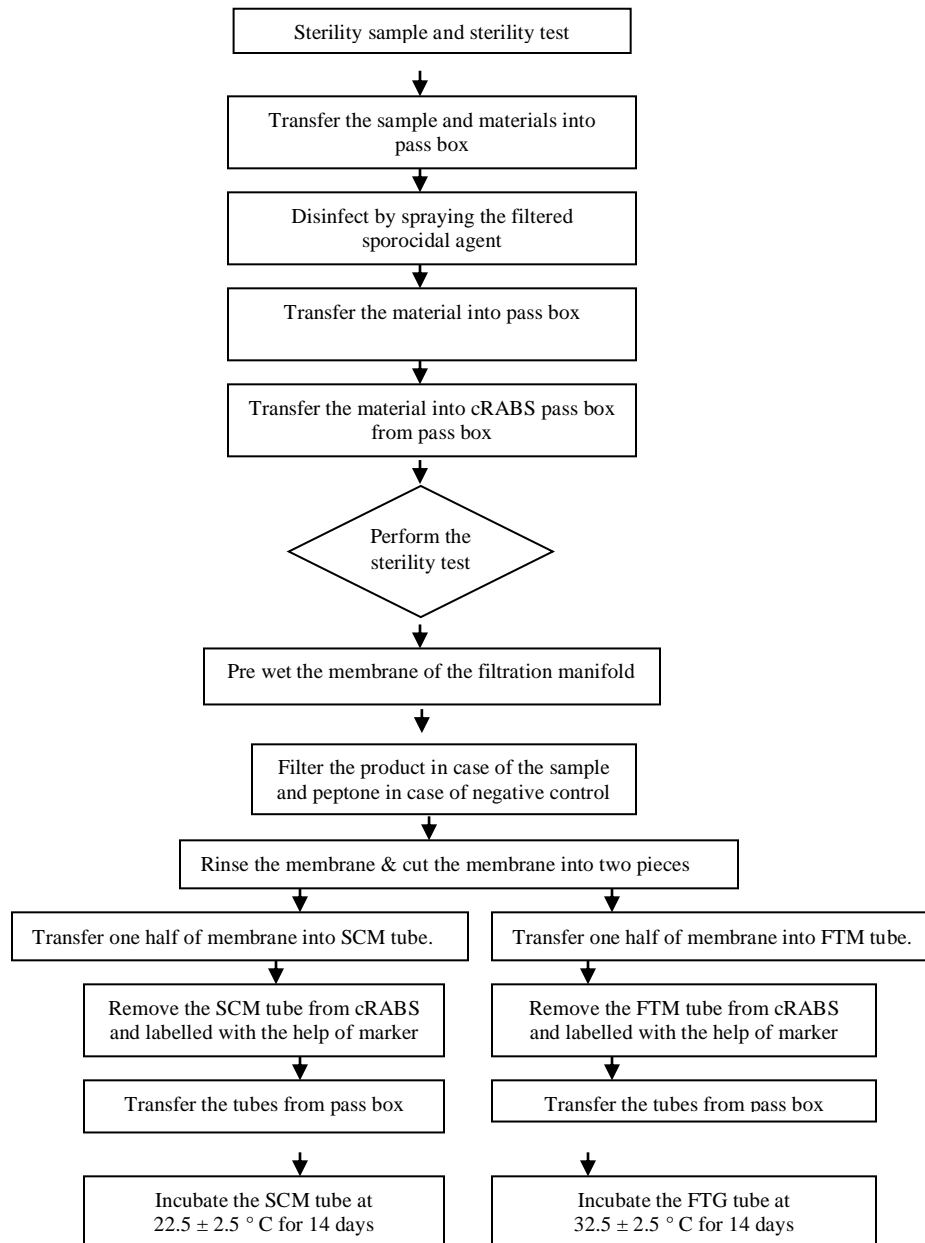 Sterility sample and sterility test
Transfer the sample and materials into
pass box
Disinfect by spraying the filtered
sporocidal agent
Transfer the material into pass box
Transfer the material into cRABS pass box
from pass box
Perform the
sterility test
Pre wet the membrane of the filtration manifold
Filter the product in case of the sample
and peptone in case of negative control
Rinse the membrane & cut the membrane into two pieces
Transfer one half of membrane into SCM tube.
Transfer one half of membrane into FTM tube.
Remove the SCM tube from cRABS
and labelled with the help of marker
Remove the FTM tube from cRABS
and labelled with the help of marker
Transfer the tubes from pass box
Transfer the tubes from pass box
Incubate the SCM tube at
22.5 ± 2.5 ° C for 14 days
Incubate the FTG tube at
32.5 ± 2.5 ° C for 14 days